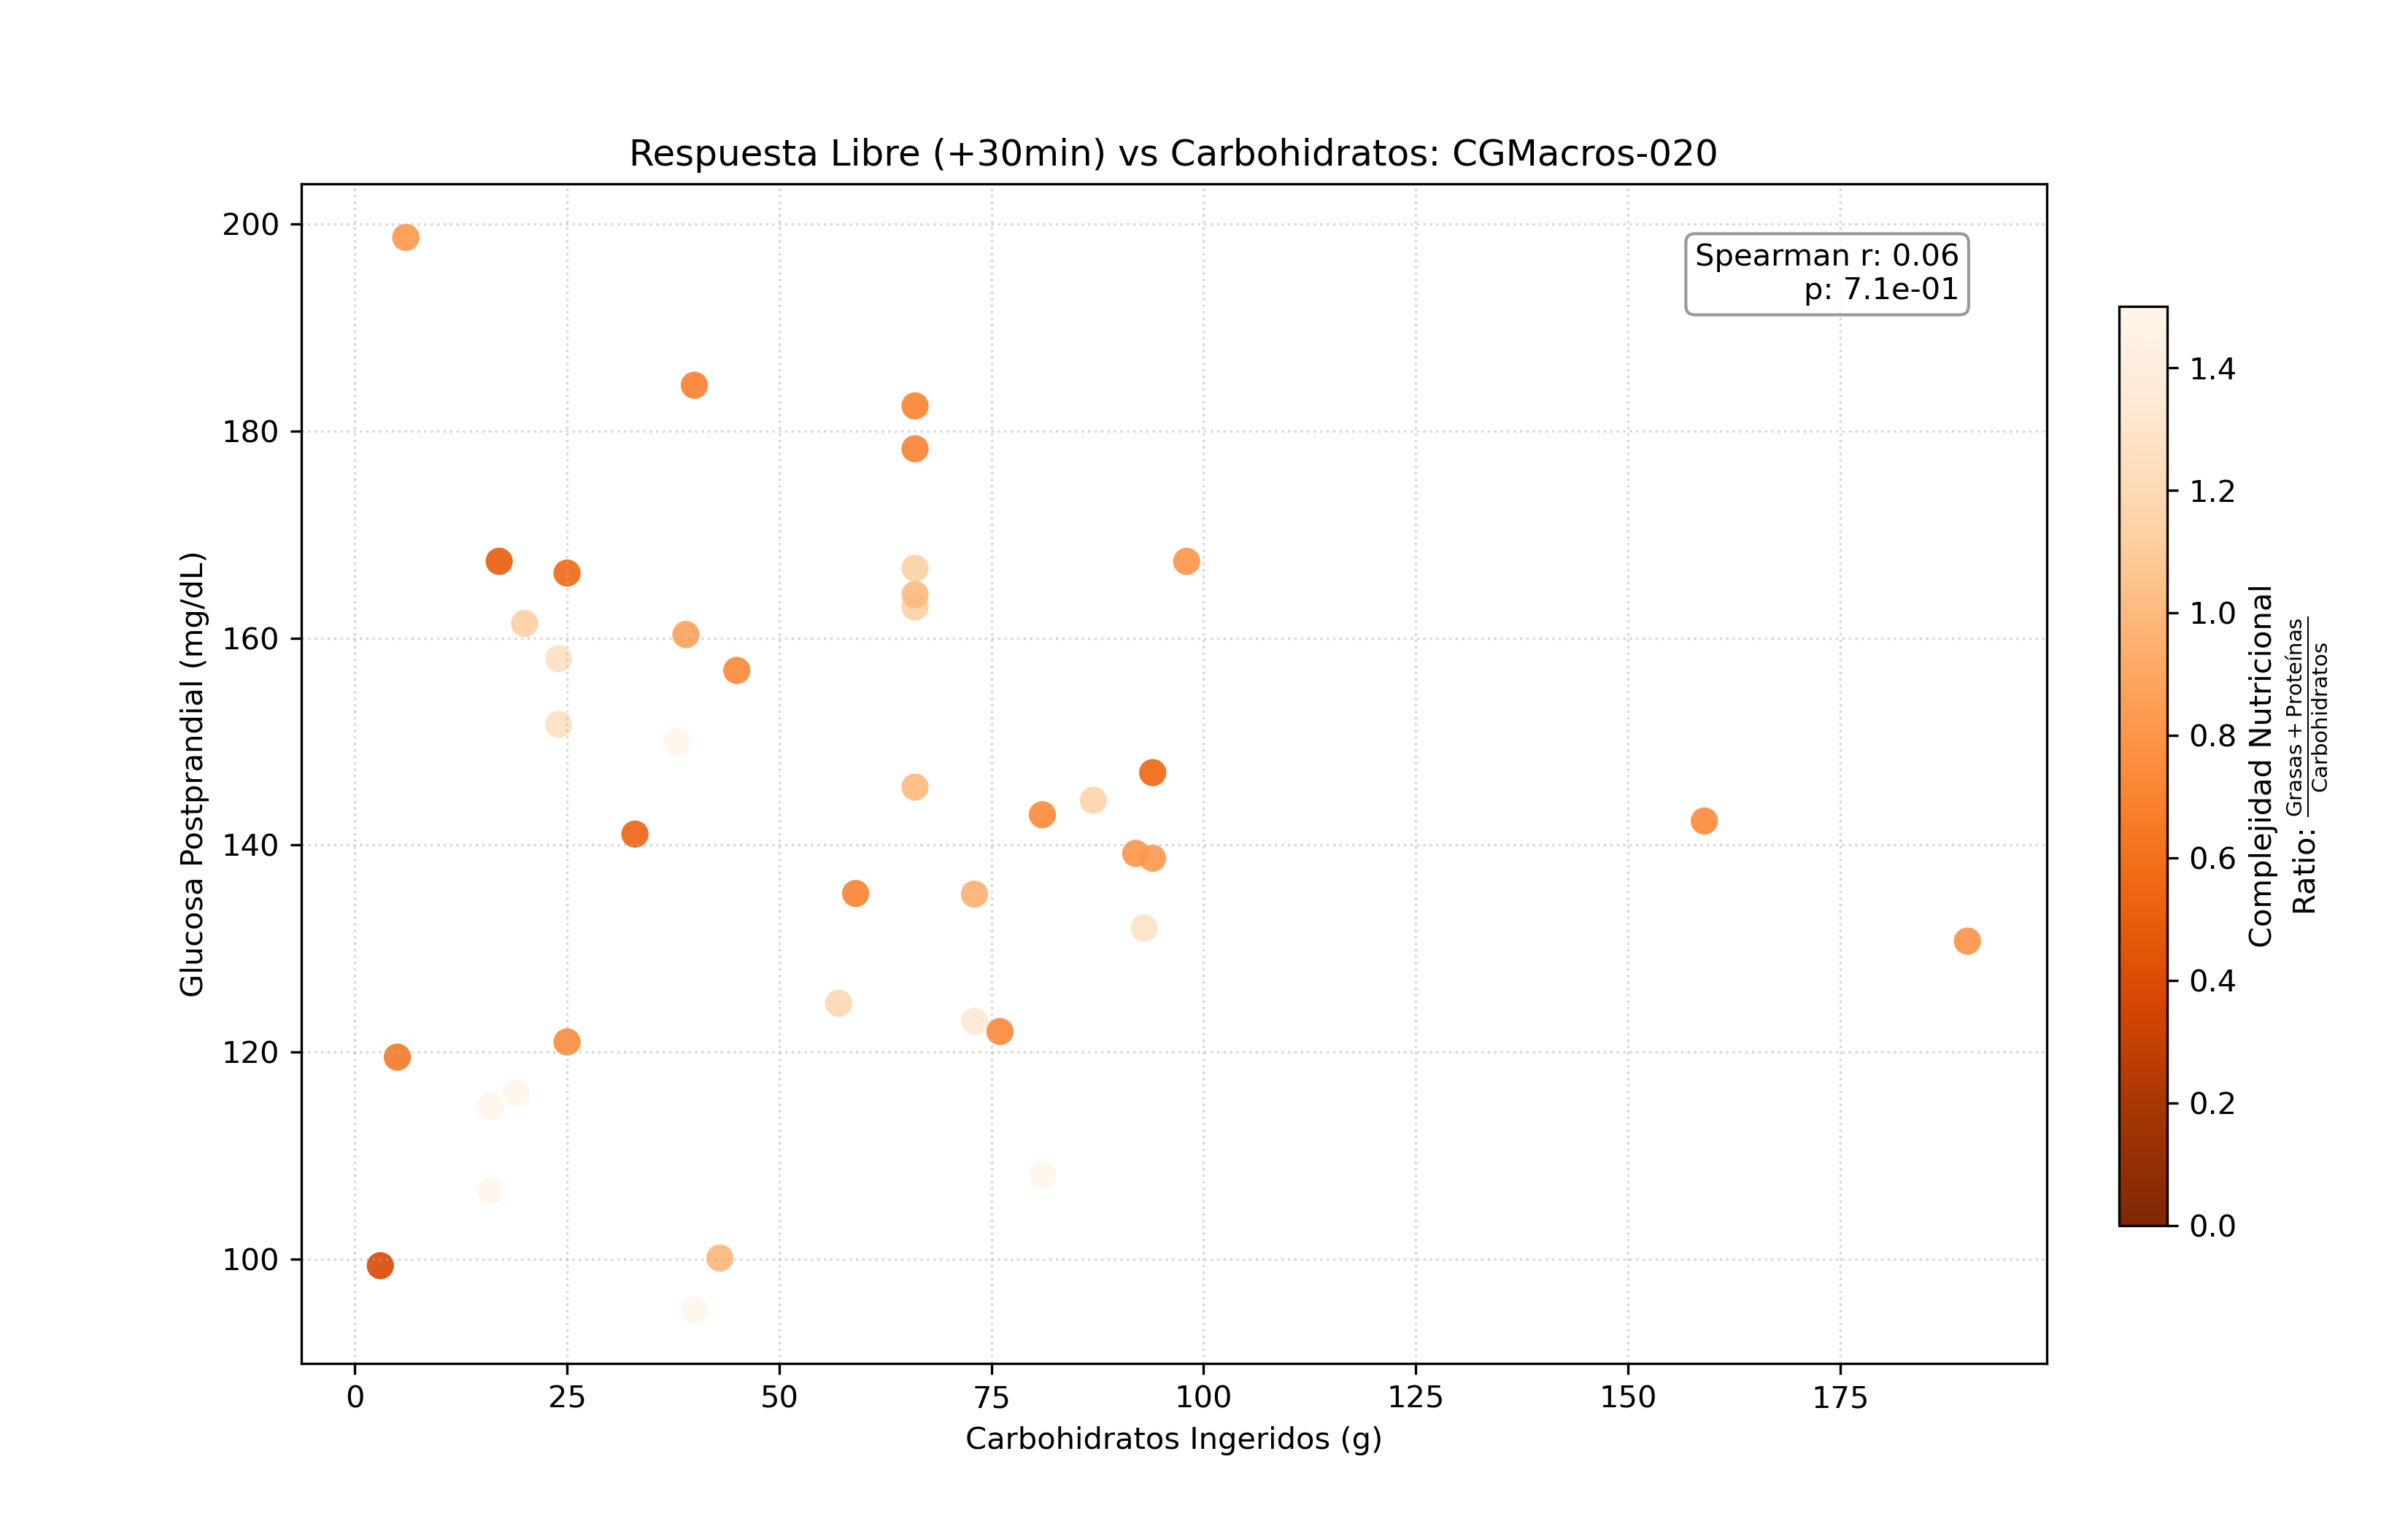 Respuesta Libre (+30min) vs Carbohidratos: CGMacros-020
Spearman r: 0.06
p: 7.1e-01
Glucosa Postprandial (mg/dL)
200
180
160
140
120
100
0 25 50 75 100 125 150 175
Carbohidratos Ingeridos (g)
1.4
1.2
1.0
0.8
0.6
0.4
0.2
0.0
Complejidad Nutricional
Ratio: Grasas + Proteínas
Carbohidratos